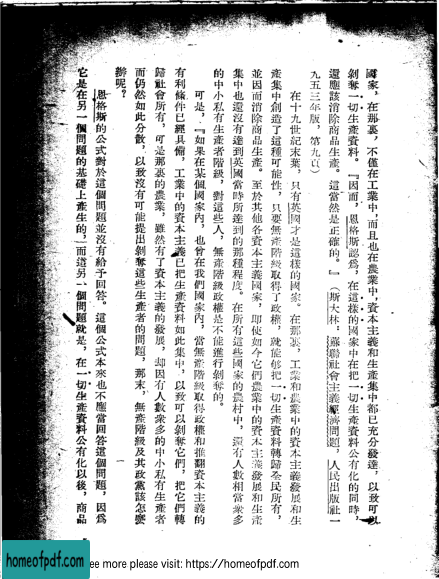 國家，在那裏，不僅在工業中，而且也在農業中，資本主義和生產集中都已充分發達，以致可以
剝奪一切生產資料。『因而，恩格斯認爲，在這樣的國家中在把一切生產資料公有化的同時，
還應該消除商品生產。這當然是正確的。』（斯大林，蘇聯社會主義經濟問題，人民出版社一
九五三年版，第九頁）
在十九世紀末葉，只有英國才是這樣的國家。在那裏，工業和農業中的資本主義發展和生
產集中創造了這種可能性，只要無產階級取得了政權，就能够把一切生產資料轉歸全民所有，
並因而消除商品生產。至於其他各資本主義國家，即使如今它們農業中的資本主義發展和生產
集中也還沒有達到英國當時所達到的那種程度。在所有這些國家的農村中，還有人數相當衆多
的中小私有生產者階級，對這些人，無產階級政權是不能進行剝奪的。
可是，『如果在某個國家內，也曾在我們國家內，當無產階級取得政權和推翻資本主義的
有利條件已經具備，工業中的資本主義已把生產資料如此集中，以致可以剝奪它們，把它們轉
歸社會所有，可是那裏的農業，雖然有了資本主義的發展，却因有人數衆多的中小私有生產者
而仍然如此分散，以致沒有可能提出剝奪這些生產者的問題，那末，無產階級及其政黨該怎麼
辦呢？
恩格斯的公式對於這個問題並沒有給予回答。這個公式本來也不應當回答這個問題，因爲
它是在另一個問題的基礎上產生的，而這另一個問題就是，在一切生產資料公有化以後，商品
homeofpdf.com
ee more please visit: https://homeofpdf.com